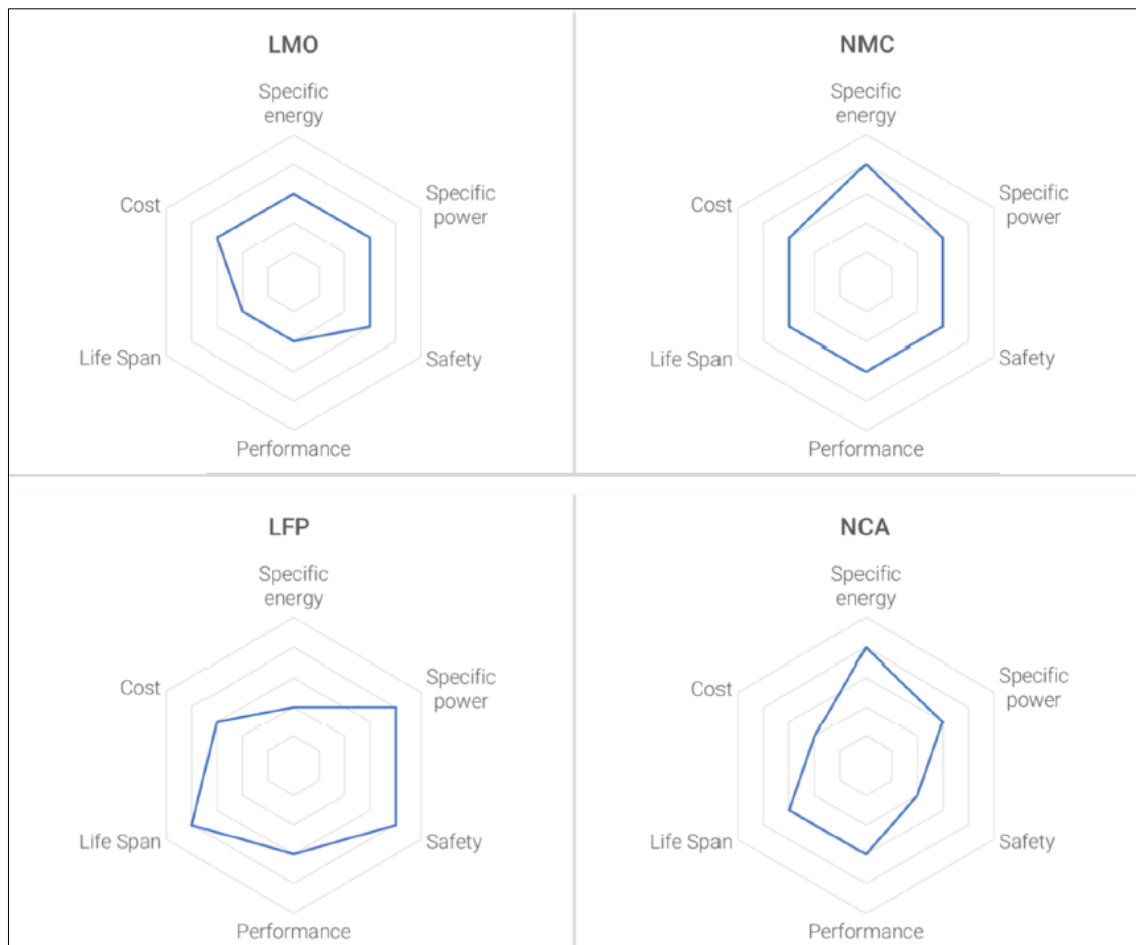 LMO
Specific
energy
Cost
Specific
power
Life Span
Safety
Performance
NMC
Specific
energy
Cost
Specific
power
Life Span
Safety
Performance
LFP
Specific
energy
Cost
Specific
power
Life Span
Safety
Performance
NCA
Specific
energy
Cost
Specific
power
Life Span
Safety
Performance